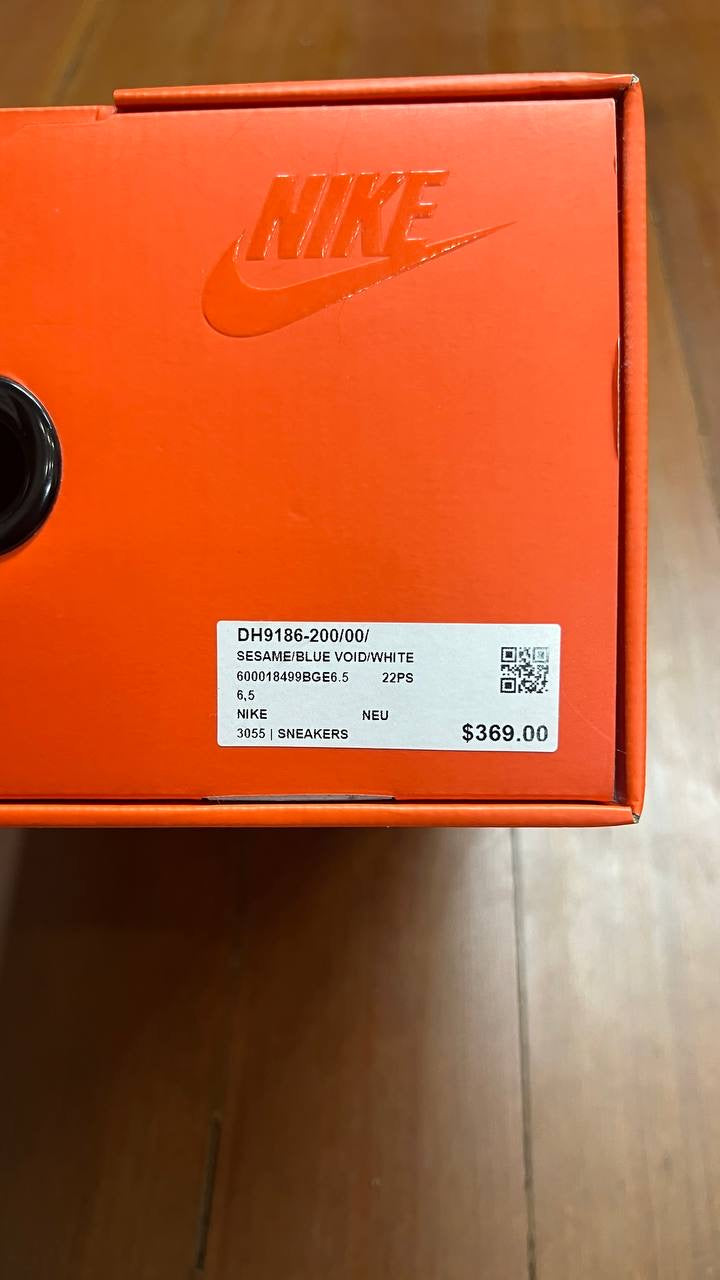 NIKE
DH9186-200/00/
SESAME/BLUE VOID/WHITE
600018499BGE6.5 22PS
6,5
NIKE NEU
3055 | SNEAKERS $369.00